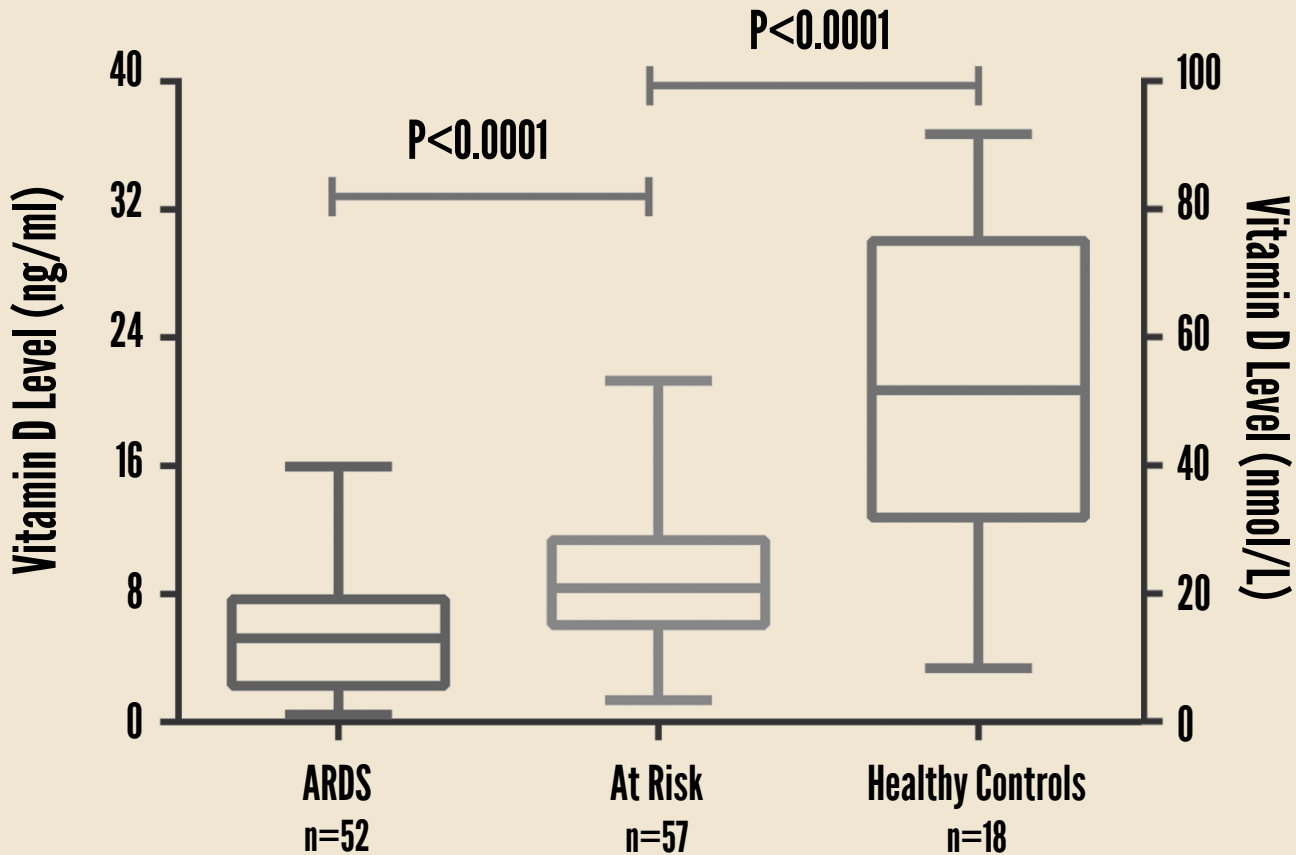 P<0.0001
P<0.0001
40
32
24
16
8
0
100
80
60
40
20
0
Vitamin D Level (ng/ml)
Vitamin D Level (nmol/L)
ARDS
n=52
At Risk
n=57
Healthy Controls
n=18